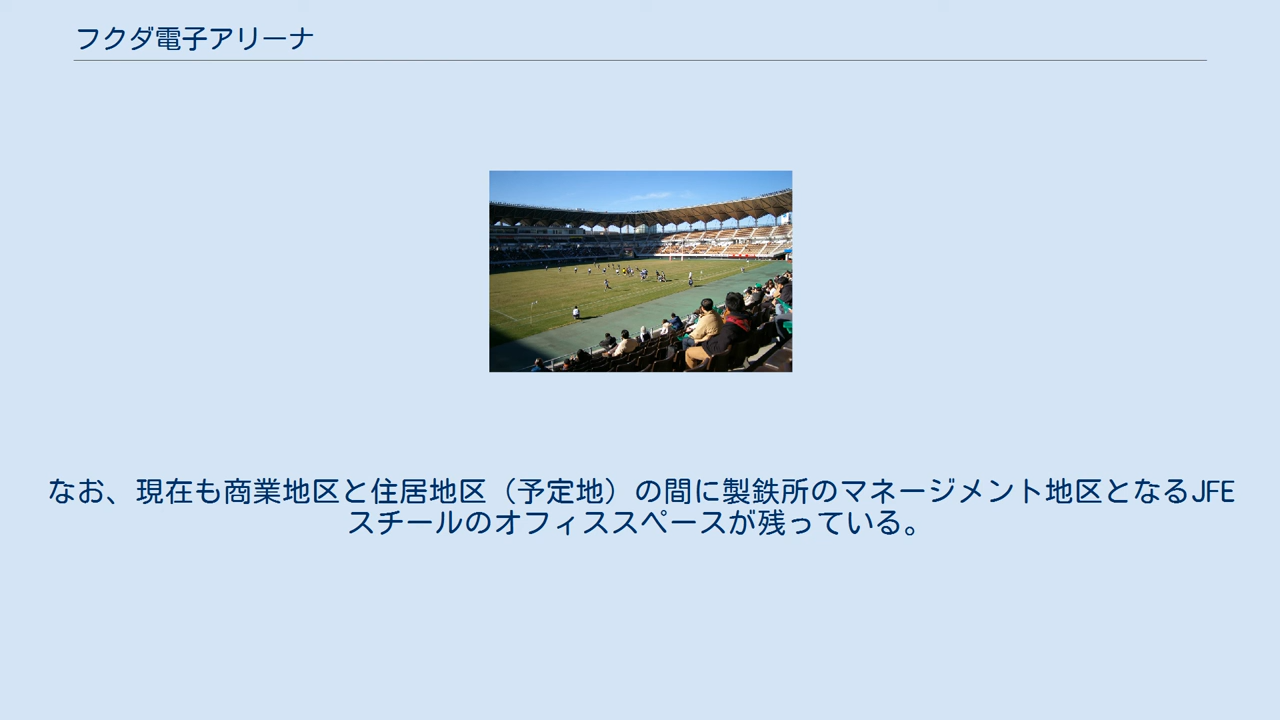 フクダ電子アリーナ
なお、現在も商業地区と住居地区（予定地）の間に製鉄所のマネージメント地区となるJFE
スチールのオフィススペースが残っている。